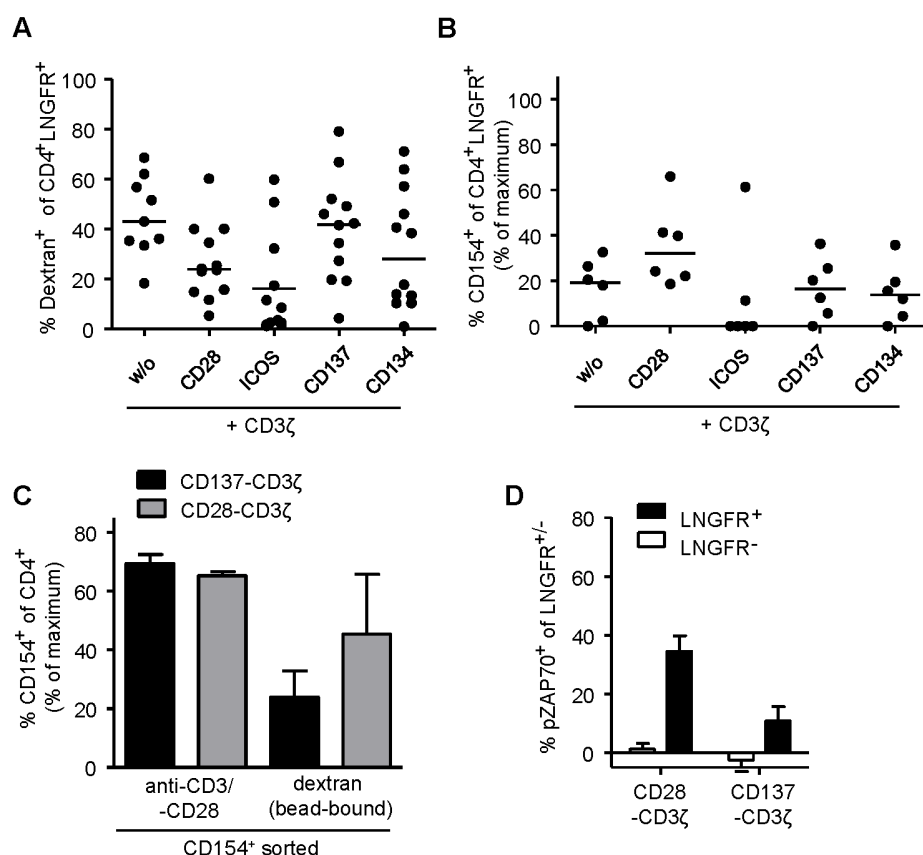 A
% Dextran⁺ of CD4⁺LNGFR⁺
100
80
60
40
20
0
w/o
CD28
ICOS
CD137
CD134
+ CD3ζ
B
% CD154⁺ of CD4⁺LNGFR⁺
(% of maximum)
100
80
60
40
20
0
w/o
CD28
ICOS
CD137
CD134
+ CD3ζ
C
CD137-CD3ζ
CD28-CD3ζ
% CD154⁺ of CD4⁺
(% of maximum)
80
60
40
20
0
anti-CD3/
-CD28
dextran
(bead-bound)
CD154⁺ sorted
D
LNGFR⁺
LNGFR⁻
% pZAP70⁺ of LNGFR⁺/⁻
80
60
40
20
0
CD28
-CD3ζ
CD137
-CD3ζ